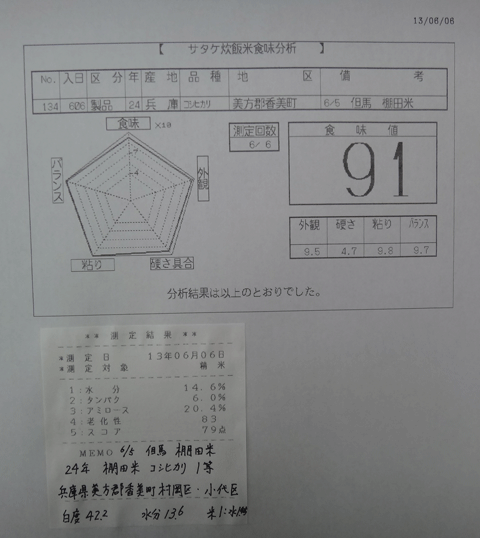 13/06/06
【 サタケ炊飯米食味分析 】
No. 入日 区分 年 産地 品種 地区 値考
134 606 製品 24 兵庫 コシヒカリ 美方郡香美町 6/5 但馬 棚田米
食味 ×10
バランス
外観
粘り
硬さ具合
測定回数
6/ 6
食味値
91
外観 硬さ 粘り バランス
9.5 4.7 9.8 9.7
分析結果は以上のとおりでした。
** 測定結果 **
*測定日 13年06月06日
*測定対象 精米
1:水分 14.6%
2:タンパク 6.0%
3:アミロース 20.4%
4:老化性 83
5:スコア 79点
MEMO 6/5 但馬 棚田米
24年 棚田米 コシヒカリ 1等
兵庫県美方郡香美町村岡区・小代区
白度 42.2 水分 13.6 米1:水